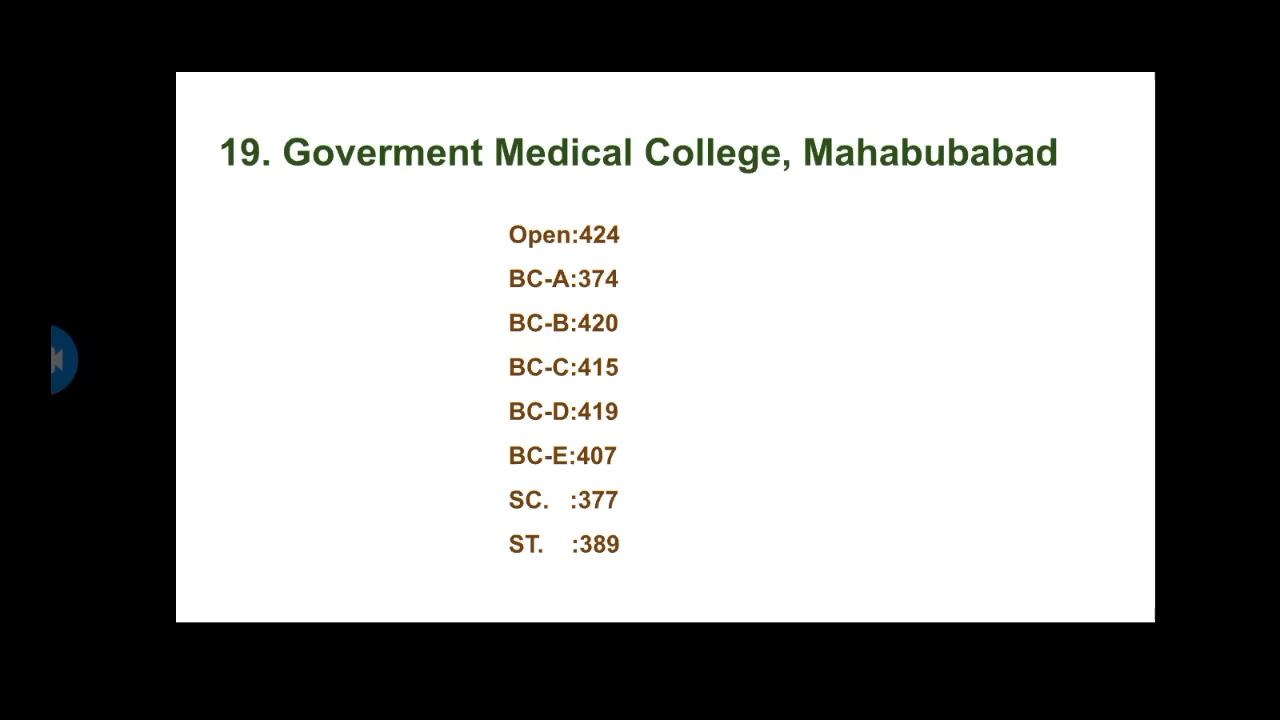 19. Goverment Medical College, Mahabubabad
Open:424
BC-A:374
BC-B:420
BC-C:415
BC-D:419
BC-E:407
SC. :377
ST. :389